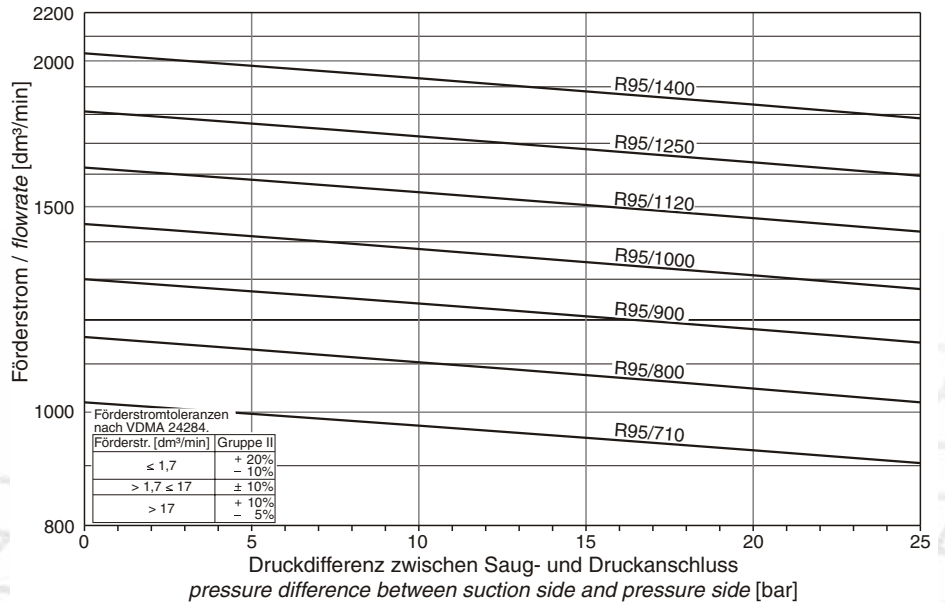 2200
2000
1500
1000
800
Förderstrom / flowrate [dm³/min]
R95/1400
R95/1250
R95/1120
R95/1000
R95/900
R95/800
R95/710
Förderstromtoleranzen
nach VDMA 24284.
Förderstr. [dm³/min] Gruppe II
≤ 1,7 + 20%
– 10%
> 1,7 ≤ 17 ± 10%
> 17 + 10%
– 5%
0 5 10 15 20 25
Druckdifferenz zwischen Saug- und Druckanschluss
pressure difference between suction side and pressure side [bar]